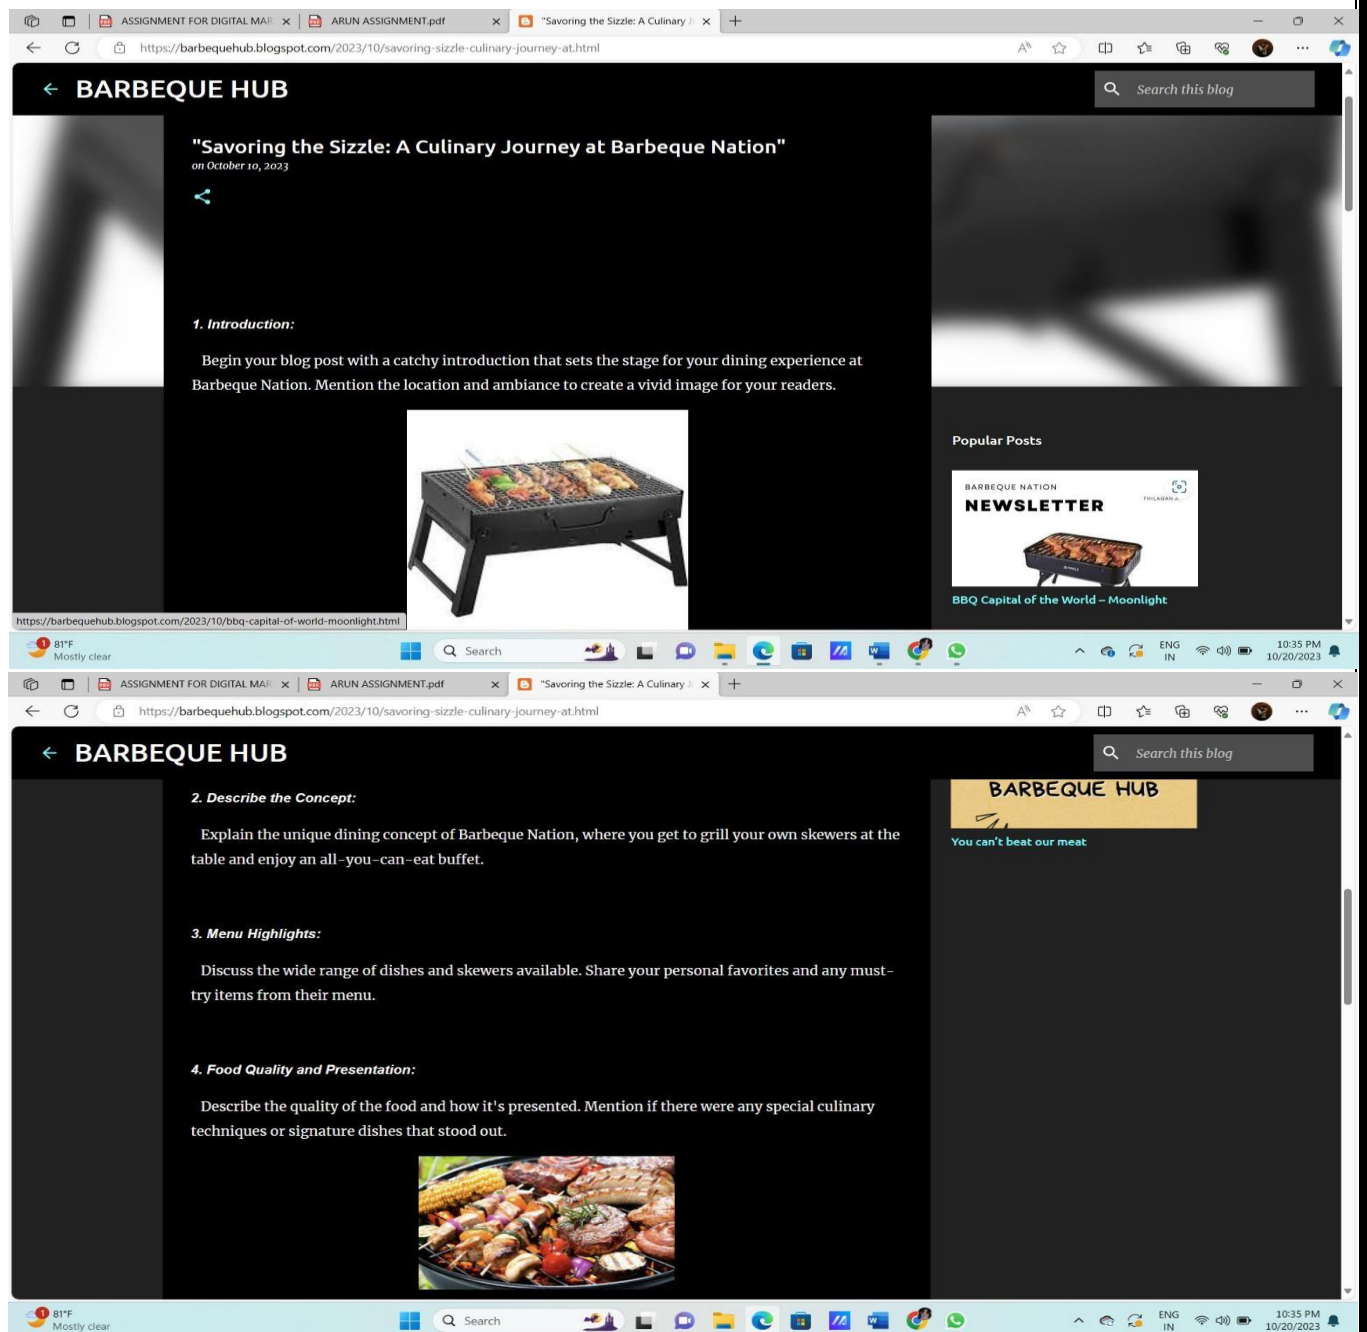 ASSIGNMENT FOR DIGITAL MAR
ARUN ASSIGNMENT.pdf
"Savoring the Sizzle: A Culinary J
https://barbequehub.blogspot.com/2023/10/savoring-sizzle-culinary-journey-at.html
BARBEQUE HUB
Search this blog
"Savoring the Sizzle: A Culinary Journey at Barbeque Nation"
on October 10, 2023
1. Introduction:
Begin your blog post with a catchy introduction that sets the stage for your dining experience at
Barbeque Nation. Mention the location and ambiance to create a vivid image for your readers.
Popular Posts
BARBEQUE NATION
NEWSLETTER
BBQ Capital of the World – Moonlight
https://barbequehub.blogspot.com/2023/10/bbq-capital-of-world-moonlight.html
1
81°F
Mostly clear
Search
ENG
IN
10:35 PM
10/20/2023
ASSIGNMENT FOR DIGITAL MAR
ARUN ASSIGNMENT.pdf
"Savoring the Sizzle: A Culinary J
https://barbequehub.blogspot.com/2023/10/savoring-sizzle-culinary-journey-at.html
BARBEQUE HUB
Search this blog
2. Describe the Concept:
Explain the unique dining concept of Barbeque Nation, where you get to grill your own skewers at the
table and enjoy an all-you-can-eat buffet.
BARBEQUE HUB
You can't beat our meat
3. Menu Highlights:
Discuss the wide range of dishes and skewers available. Share your personal favorites and any must-
try items from their menu.
4. Food Quality and Presentation:
Describe the quality of the food and how it's presented. Mention if there were any special culinary
techniques or signature dishes that stood out.
1
81°F
Mostly clear
Search
ENG
IN
10:35 PM
10/20/2023